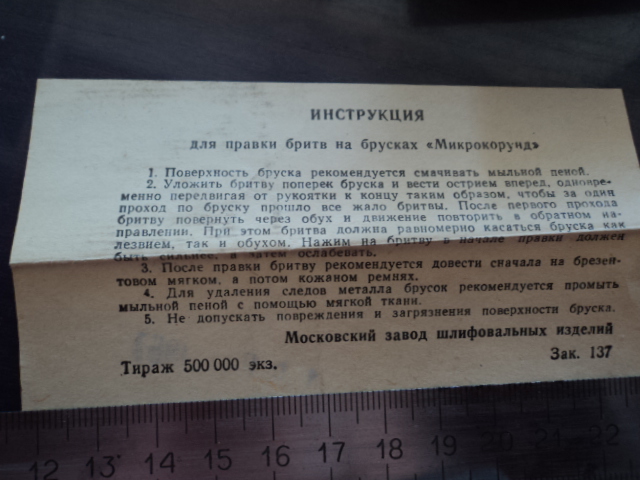 ИНСТРУКЦИЯ
для правки бритв на брусках «Микрокорунд»
1. Поверхность бруска рекомендуется смачивать мыльной пеной.
2. Уложить бритву поперек бруска и вести острием вперед, одновре-
менно передвигая от рукоятки к концу таким образом, чтобы за один
проход по бруску прошло все жало бритвы. После первого прохода
бритву повернуть через обух и движение повторить в обратном на-
правлении. При этом бритва должна равномерно касаться бруска как
лезвием, так и обухом. Нажим на бритву в начале правки должен
быть сильнее, а затем ослабевать.
3. После правки бритву рекомендуется довести сначала на брезен-
товом мягком, а потом кожаном ремнях.
4. Для удаления следов металла брусок рекомендуется промыть
мыльной пеной с помощью мягкой ткани.
5. Не допускать повреждения и загрязнения поверхности бруска.
Московский завод шлифовальных изделий
Тираж 500 000 экз. Зак. 137
12 13 14 15 16 17 18 19 20 21 22